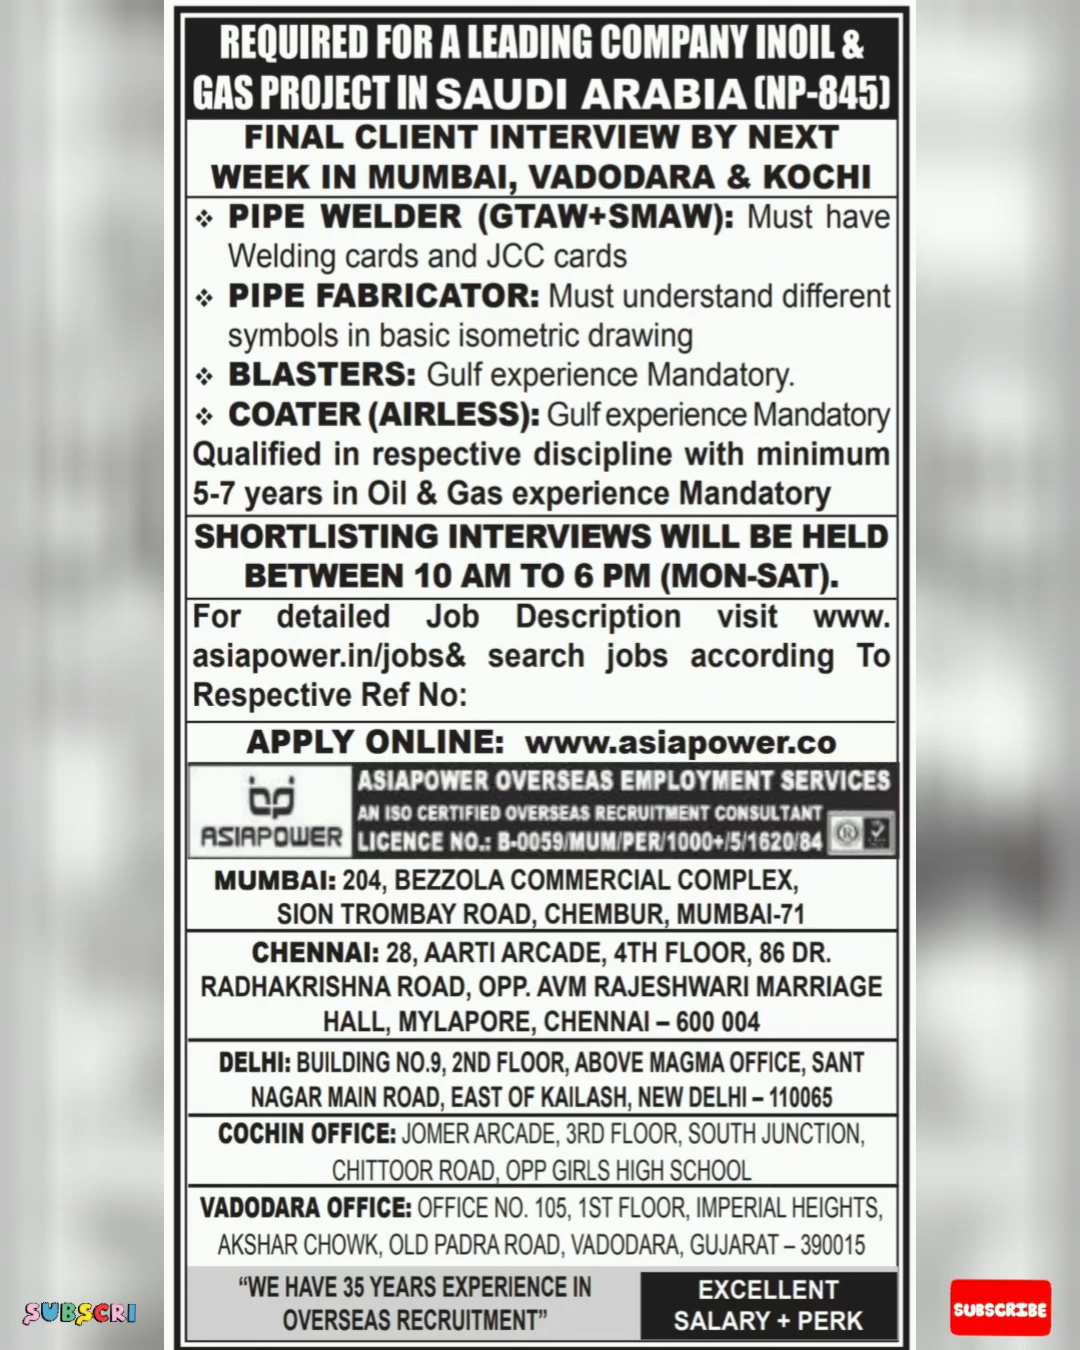 REQUIRED FOR A LEADING COMPANY INOIL &
GAS PROJECT IN SAUDI ARABIA (NP-845)
FINAL CLIENT INTERVIEW BY NEXT
WEEK IN MUMBAI, VADODARA & KOCHI
❖ PIPE WELDER (GTAW+SMAW): Must have
Welding cards and JCC cards
❖ PIPE FABRICATOR: Must understand different
symbols in basic isometric drawing
❖ BLASTERS: Gulf experience Mandatory.
❖ COATER (AIRLESS): Gulf experience Mandatory
Qualified in respective discipline with minimum
5-7 years in Oil & Gas experience Mandatory
SHORTLISTING INTERVIEWS WILL BE HELD
BETWEEN 10 AM TO 6 PM (MON-SAT).
For detailed Job Description visit www.
asiapower.in/jobs& search jobs according To
Respective Ref No:
APPLY ONLINE: www.asiapower.co
ASIAPOWER
ASIAPOWER OVERSEAS EMPLOYMENT SERVICES
AN ISO CERTIFIED OVERSEAS RECRUITMENT CONSULTANT
LICENCE NO.: B-0059/MUM/PER/1000+/5/1620/84
MUMBAI: 204, BEZZOLA COMMERCIAL COMPLEX,
SION TROMBAY ROAD, CHEMBUR, MUMBAI-71
CHENNAI: 28, AARTI ARCADE, 4TH FLOOR, 86 DR.
RADHAKRISHNA ROAD, OPP. AVM RAJESHWARI MARRIAGE
HALL, MYLAPORE, CHENNAI – 600 004
DELHI: BUILDING NO.9, 2ND FLOOR, ABOVE MAGMA OFFICE, SANT
NAGAR MAIN ROAD, EAST OF KAILASH, NEW DELHI – 110065
COCHIN OFFICE: JOMER ARCADE, 3RD FLOOR, SOUTH JUNCTION,
CHITTOOR ROAD, OPP GIRLS HIGH SCHOOL
VADODARA OFFICE: OFFICE NO. 105, 1ST FLOOR, IMPERIAL HEIGHTS,
AKSHAR CHOWK, OLD PADRA ROAD, VADODARA, GUJARAT – 390015
“WE HAVE 35 YEARS EXPERIENCE IN
OVERSEAS RECRUITMENT”
EXCELLENT
SALARY + PERK
SUBSCRI
SUBSCRIBE